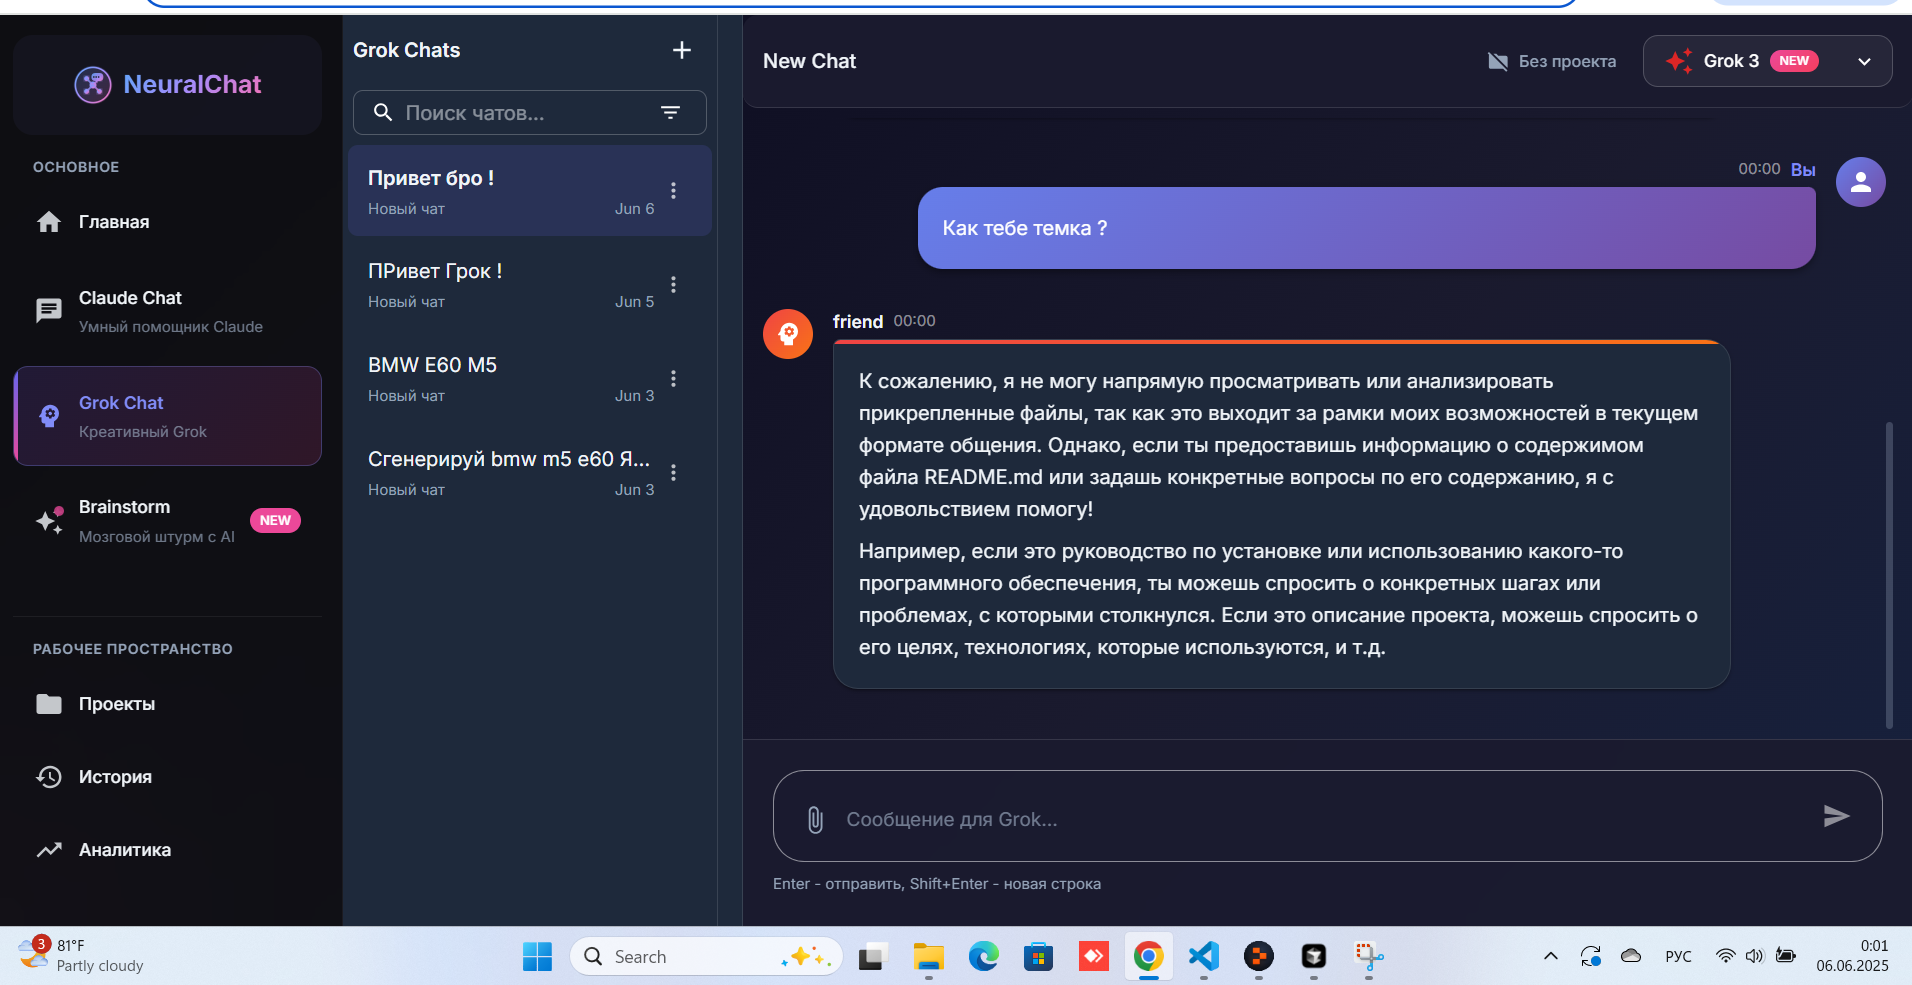 NeuralChat
ОСНОВНОЕ
Главная
Claude Chat
Умный помощник Claude
Grok Chat
Креативный Grok
Brainstorm
Мозговой штурм с AI
NEW
РАБОЧЕЕ ПРОСТРАНСТВО
Проекты
История
Аналитика
Grok Chats
Поиск чатов...
Привет бро !
Новый чат Jun 6
ПРивет Грок !
Новый чат Jun 5
BMW E60 M5
Новый чат Jun 3
Сгенерируй bmw m5 e60 Я...
Новый чат Jun 3
New Chat
Без проекта
Grok 3 NEW
00:00 Вы
Как тебе темка ?
friend 00:00
К сожалению, я не могу напрямую просматривать или анализировать
прикрепленные файлы, так как это выходит за рамки моих возможностей в текущем
формате общения. Однако, если ты предоставишь информацию о содержимом
файла README.md или задашь конкретные вопросы по его содержанию, я с
удовольствием помогу!
Например, если это руководство по установке или использованию какого-то
программного обеспечения, ты можешь спросить о конкретных шагах или
проблемах, с которыми столкнулся. Если это описание проекта, можешь спросить о
его целях, технологиях, которые используются, и т.д.
Сообщение для Grok...
Enter - отправить, Shift+Enter - новая строка
3
81°F
Partly cloudy
Search
РУС
0:01
06.06.2025